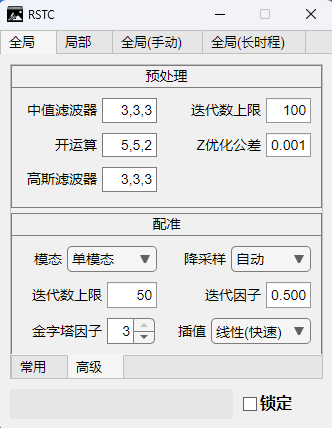 RSTC
全局 局部 全局(手动) 全局(长时程)
预处理
中值滤波器 3,3,3 迭代数上限 100
开运算 5,5,2 Z优化公差 0.001
高斯滤波器 3,3,3
配准
模态 单模态 降采样 自动
迭代数上限 50 迭代因子 0.500
金字塔因子 3 插值 线性(快速)
常用 高级
锁定